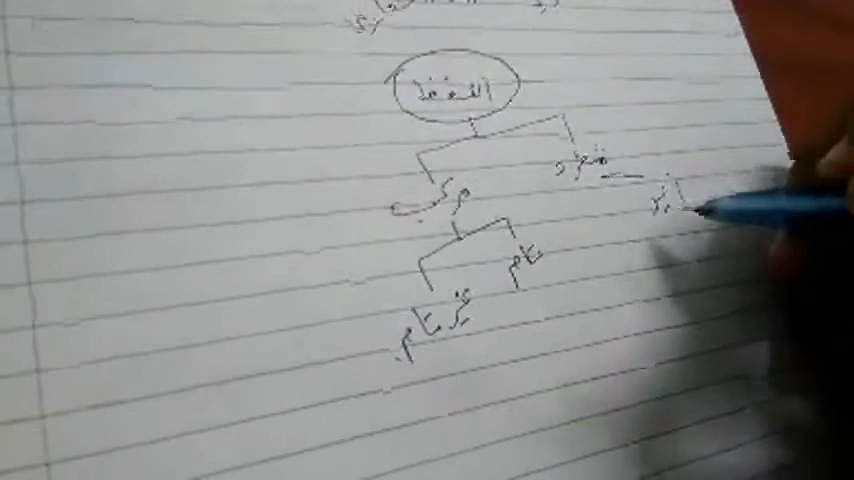 اللفظ
مفرد
مركب
تام
غير تام